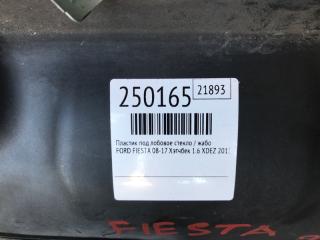 250165 21893
Пластик под лобовое стекло / жабо
FORD FIESTA 08-17 Хэтчбек 1.6 XDEZ 201
FIESTA